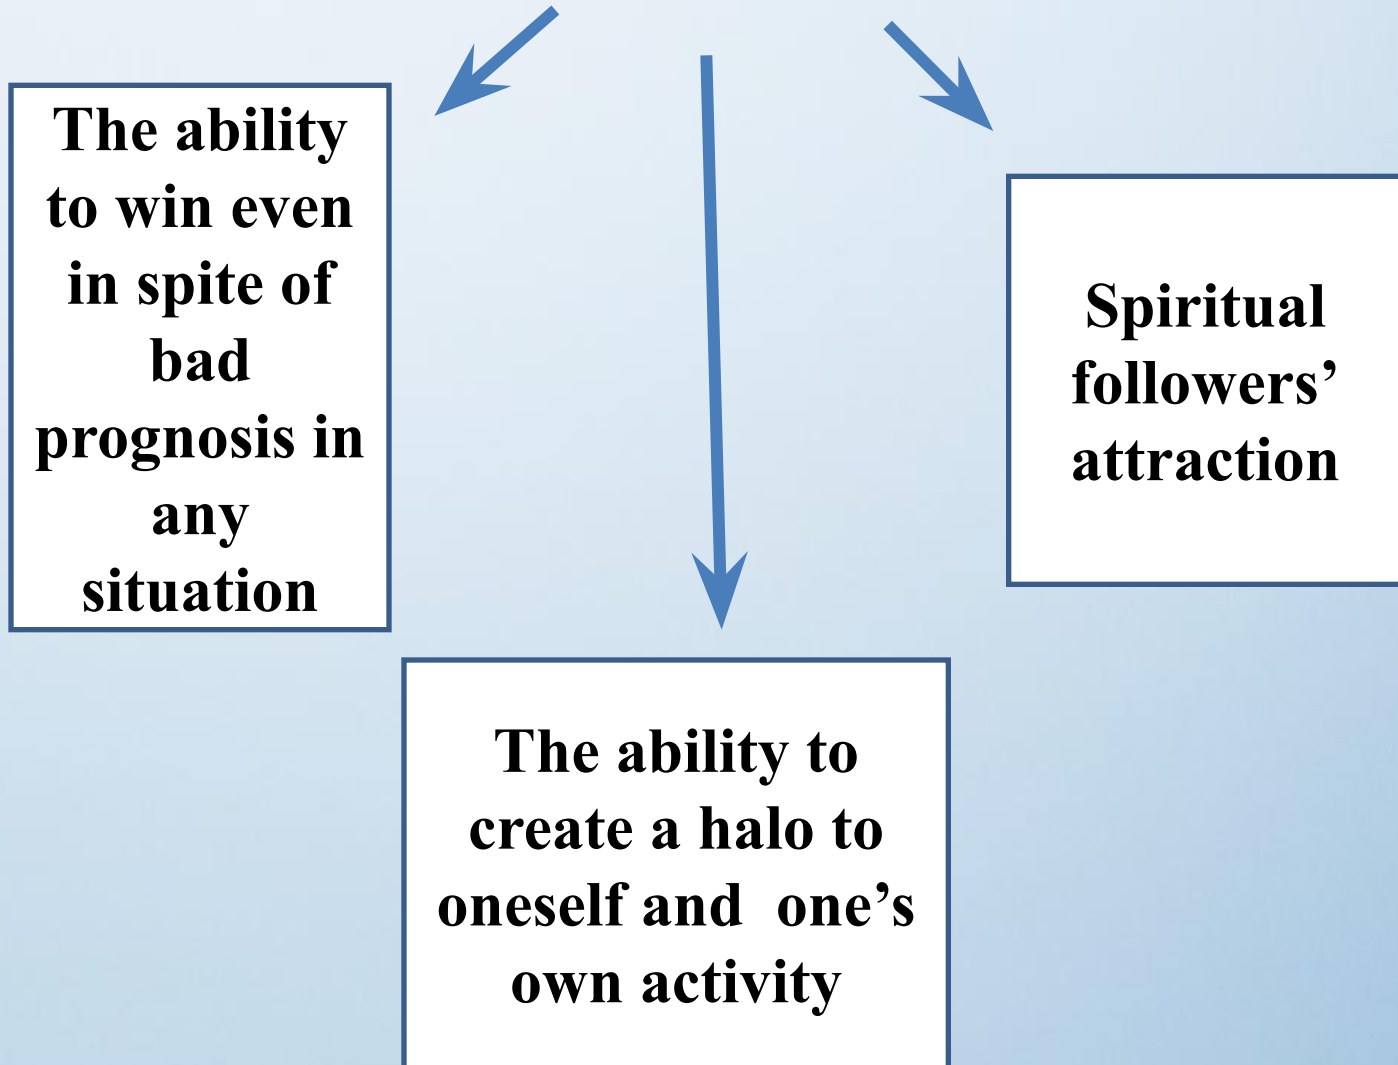 The ability
to win even
in spite of
bad
prognosis in
any
situation
Spiritual
followers’
attraction
The ability to
create a halo to
oneself and  one’s
own activity